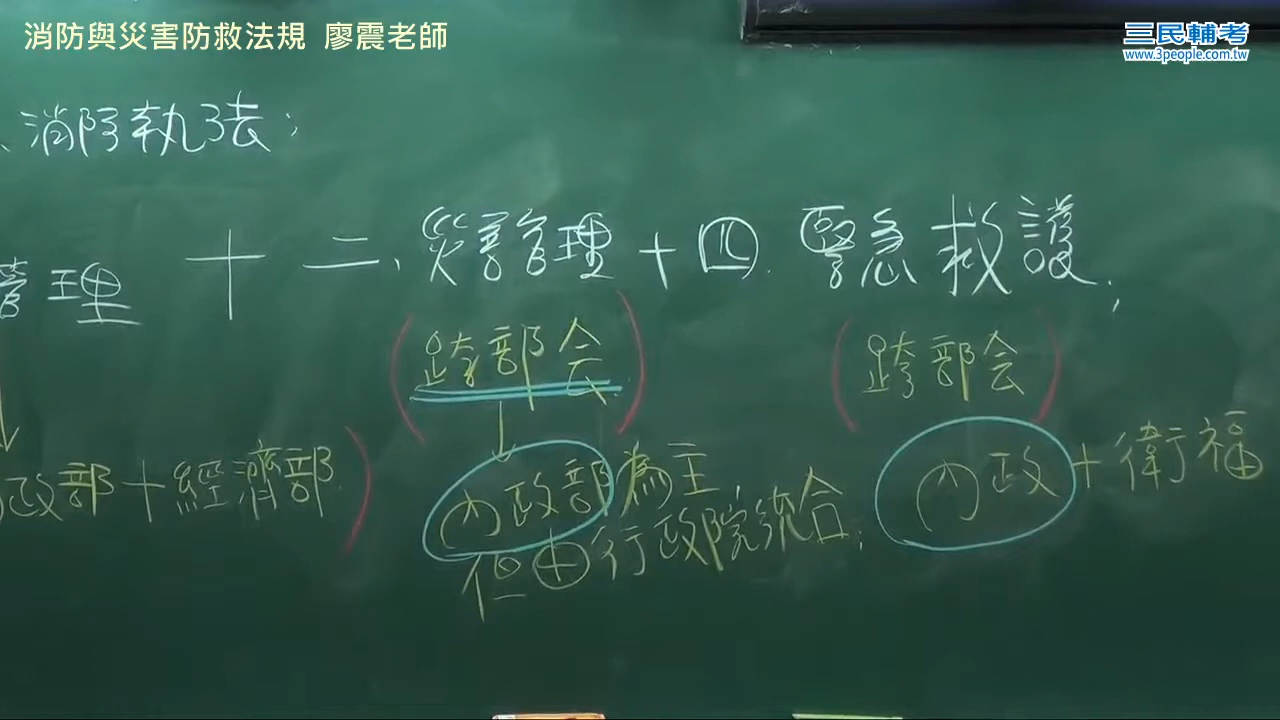 消防與災害防救法規 廖震老師
三民輔考
www.3people.com.tw
、消防執法;
管理 十 二、災害管理 + 四、緊急救護;
(跨部会) (跨部会)
政部+經濟部)
內政部為主 內政+衛福
但由行政院統合;